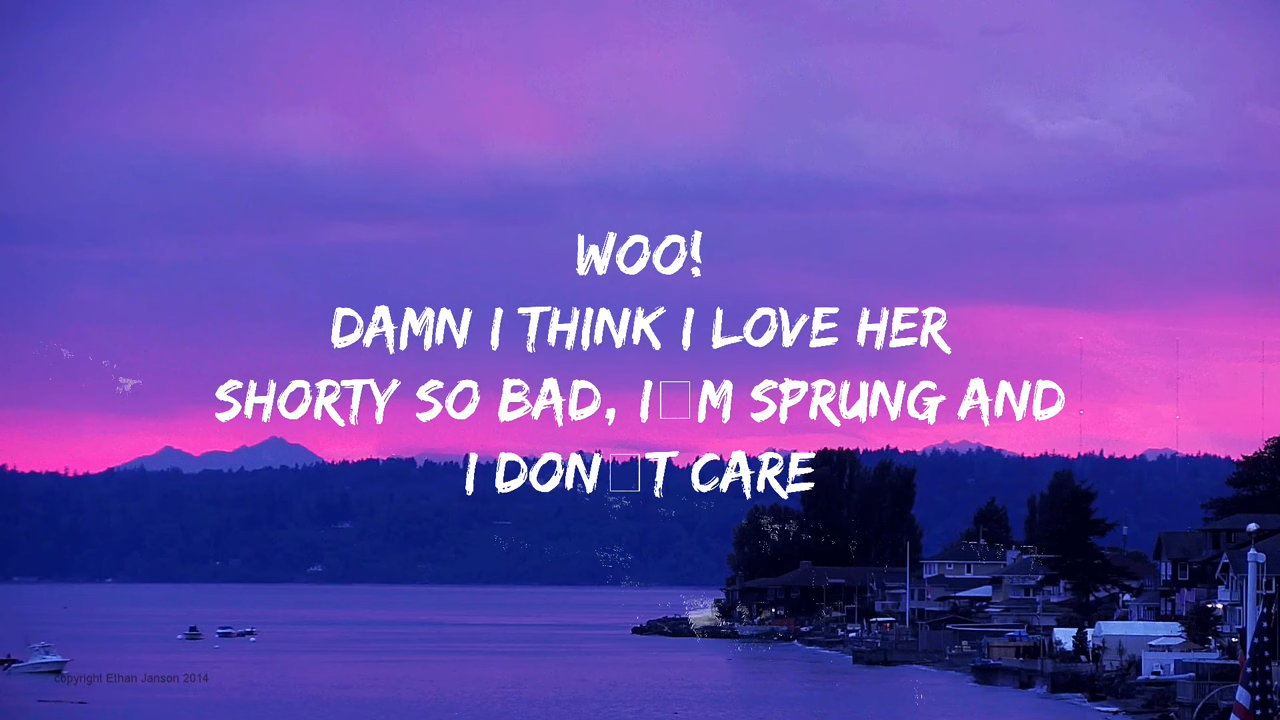 WOO!
DAMN I THINK I LOVE HER
SHORTY SO BAD, I□M SPRUNG AND
I DON□T CARE
copyright Ethan Janson 2014